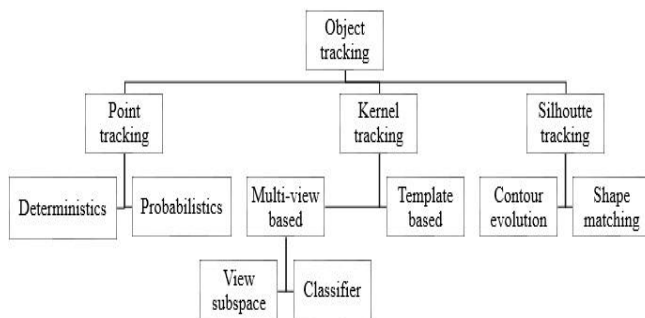 Object
tracking
Point
tracking
Kernel
tracking
Silhoutte
tracking
Deterministics
Probabilistics
Multi-view
based
Template
based
Contour
evolution
Shape
matching
View
subspace
Classifier